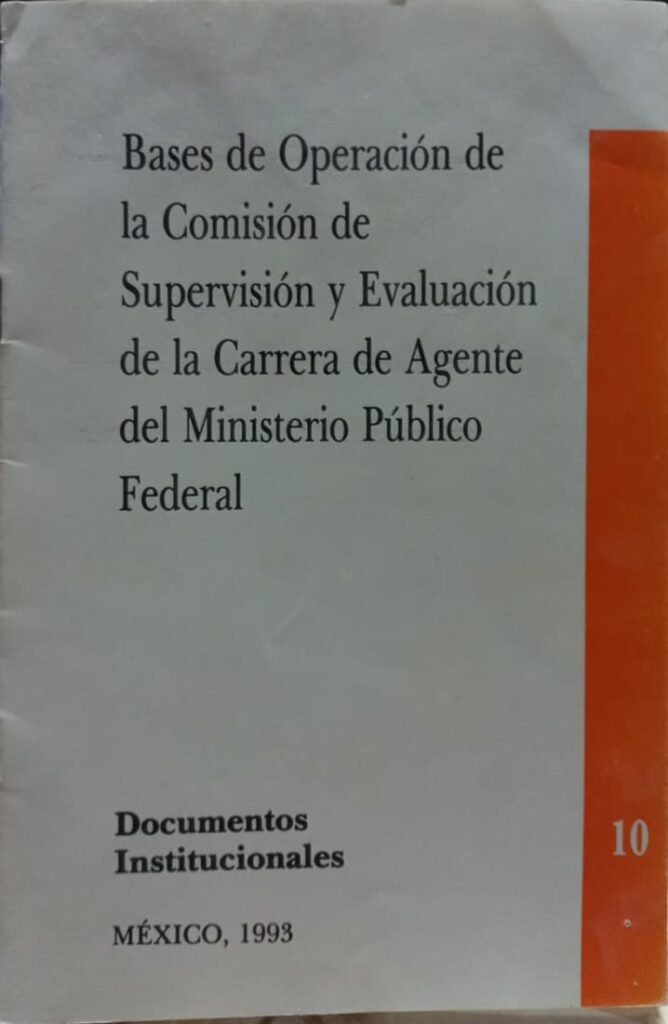 Bases de Operación de
la Comisión de
Supervisión y Evaluación
de la Carrera de Agente
del Ministerio Público
Federal
Documentos
Institucionales
10
MÉXICO, 1993